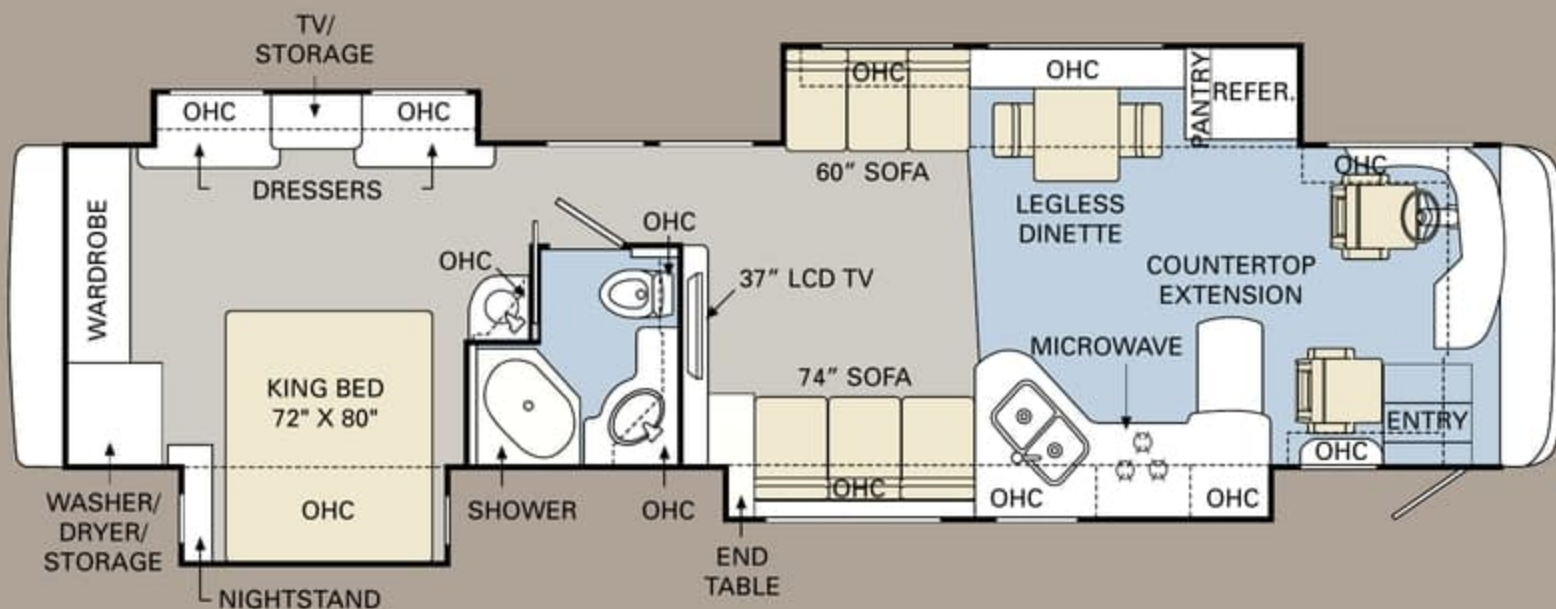 TV/
STORAGE
OHC
OHC
DRESSERS
WARDROBE
OHC
OHC
KING BED
72" X 80"
OHC
WASHER/
DRYER/
STORAGE
NIGHTSTAND
SHOWER
OHC
37" LCD TV
OHC
60" SOFA
74" SOFA
OHC
END
TABLE
OHC
PANTRY
REFER.
LEGLESS
DINETTE
COUNTERTOP
EXTENSION
MICROWAVE
OHC
OHC
OHC
ENTRY
OHC